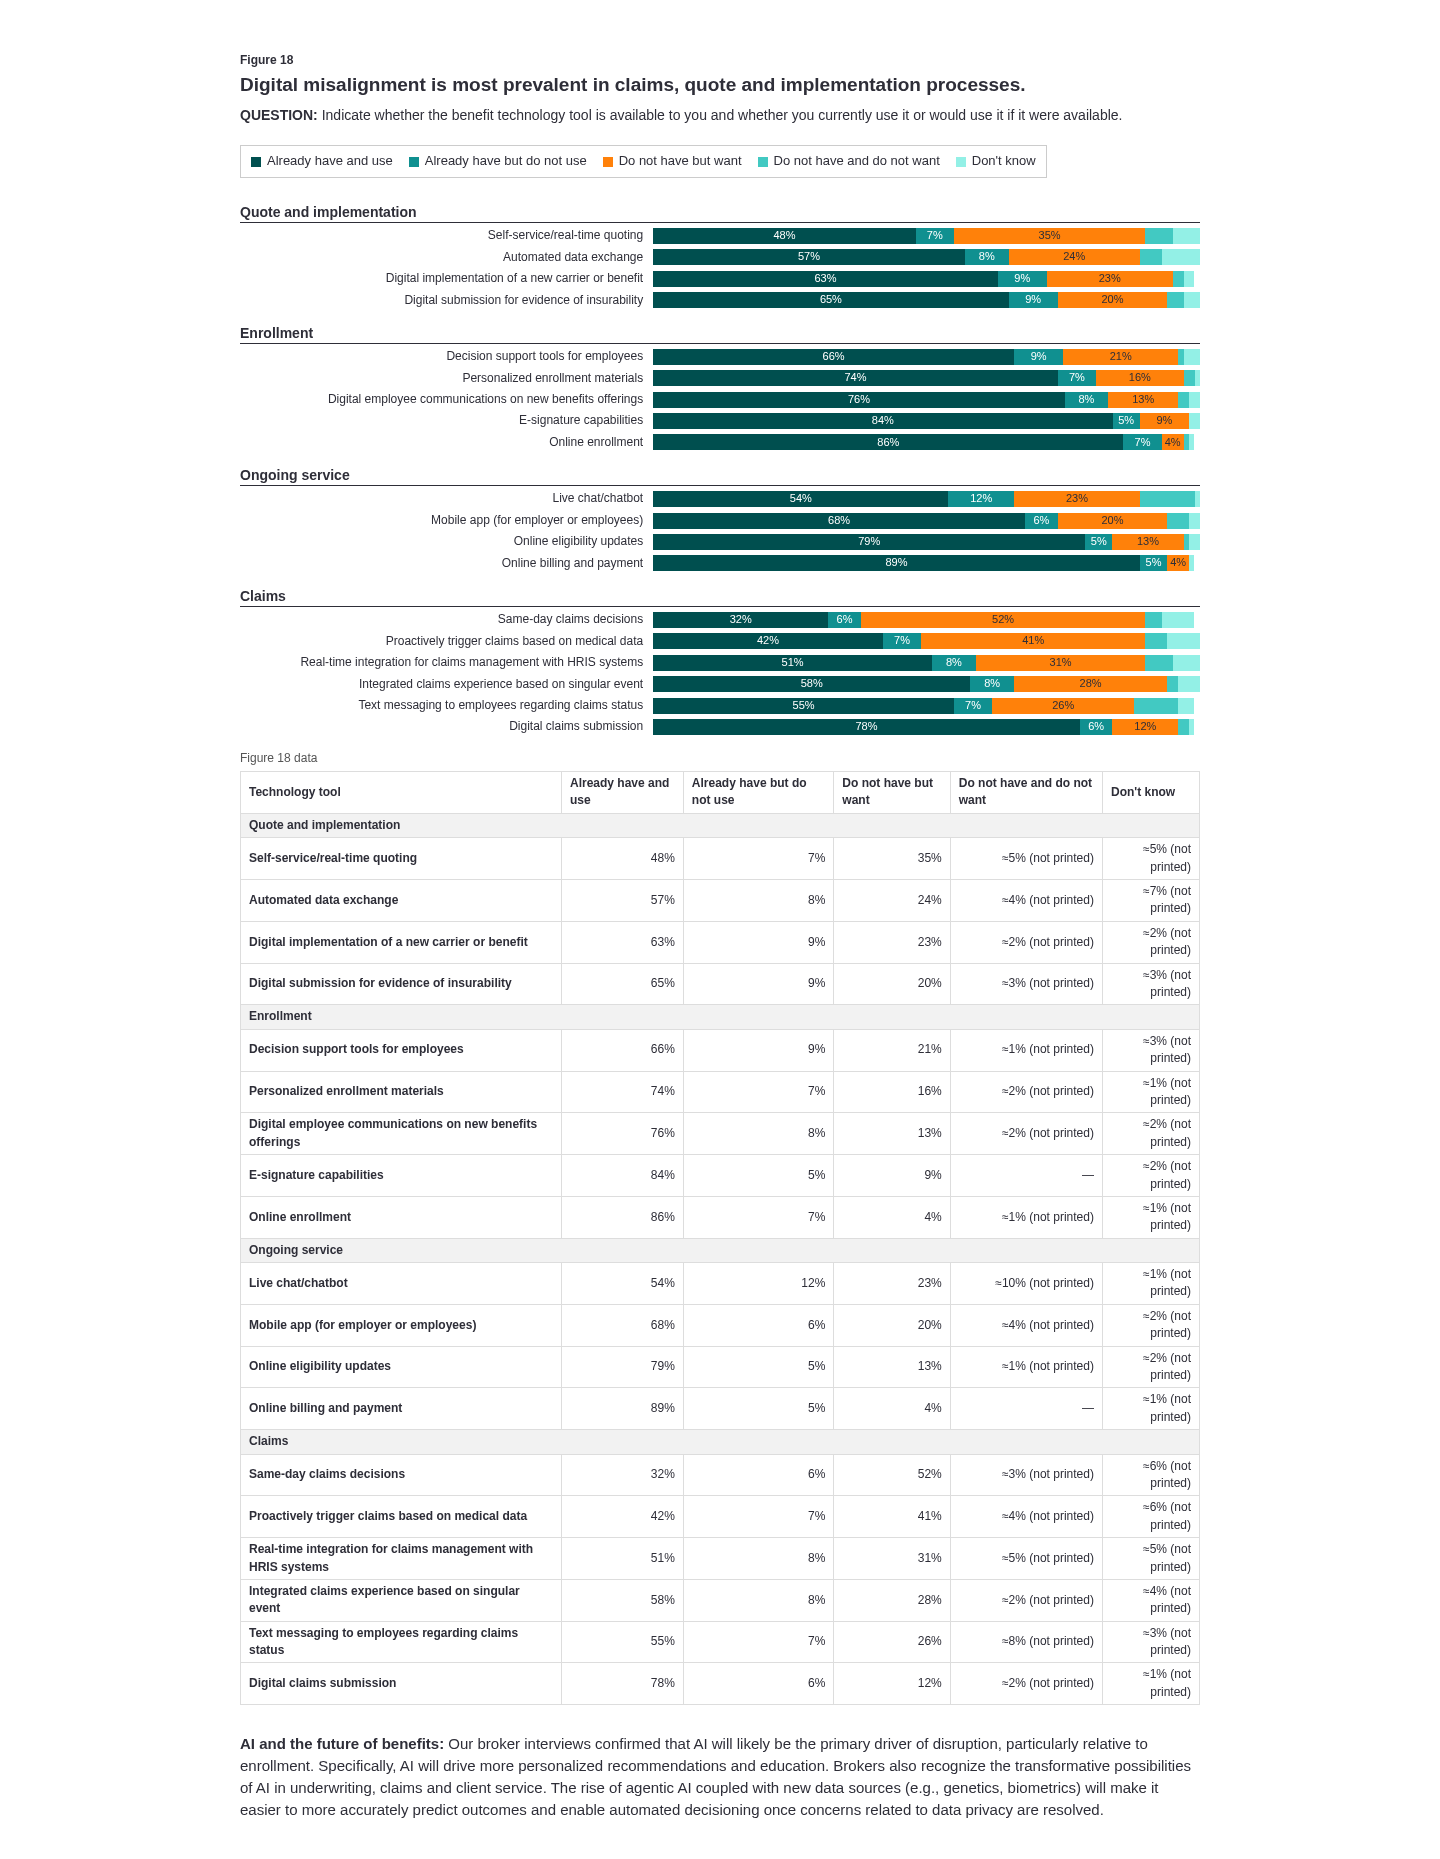 Figure 18
Digital misalignment is most prevalent in claims, quote and implementation processes.
QUESTION: Indicate whether the benefit technology tool is available to you and whether you currently use it or would use it if it were available.
Already have and use Already have but do not use Do not have but want Do not have and do not want Don't know
Quote and implementation
Self-service/real-time quoting 48% 7% 35%
Automated data exchange 57% 8% 24%
Digital implementation of a new carrier or benefit 63% 9% 23%
Digital submission for evidence of insurability 65% 9% 20%
Enrollment
Decision support tools for employees 66% 9% 21%
Personalized enrollment materials 74% 7% 16%
Digital employee communications on new benefits offerings 76% 8% 13%
E-signature capabilities 84% 5% 9%
Online enrollment 86% 7% 4%
Ongoing service
Live chat/chatbot 54% 12% 23%
Mobile app (for employer or employees) 68% 6% 20%
Online eligibility updates 79% 5% 13%
Online billing and payment 89% 5% 4%
Claims
Same-day claims decisions 32% 6% 52%
Proactively trigger claims based on medical data 42% 7% 41%
Real-time integration for claims management with HRIS systems 51% 8% 31%
Integrated claims experience based on singular event 58% 8% 28%
Text messaging to employees regarding claims status 55% 7% 26%
Digital claims submission 78% 6% 12%
Figure 18 data
Technology tool Already have and use Already have but do not use Do not have but want Do not have and do not want Don't know
Quote and implementation
Self-service/real-time quoting 48% 7% 35% ≈5% (not printed) ≈5% (not printed)
Automated data exchange 57% 8% 24% ≈4% (not printed) ≈7% (not printed)
Digital implementation of a new carrier or benefit 63% 9% 23% ≈2% (not printed) ≈2% (not printed)
Digital submission for evidence of insurability 65% 9% 20% ≈3% (not printed) ≈3% (not printed)
Enrollment
Decision support tools for employees 66% 9% 21% ≈1% (not printed) ≈3% (not printed)
Personalized enrollment materials 74% 7% 16% ≈2% (not printed) ≈1% (not printed)
Digital employee communications on new benefits offerings 76% 8% 13% ≈2% (not printed) ≈2% (not printed)
E-signature capabilities 84% 5% 9% — ≈2% (not printed)
Online enrollment 86% 7% 4% ≈1% (not printed) ≈1% (not printed)
Ongoing service
Live chat/chatbot 54% 12% 23% ≈10% (not printed) ≈1% (not printed)
Mobile app (for employer or employees) 68% 6% 20% ≈4% (not printed) ≈2% (not printed)
Online eligibility updates 79% 5% 13% ≈1% (not printed) ≈2% (not printed)
Online billing and payment 89% 5% 4% — ≈1% (not printed)
Claims
Same-day claims decisions 32% 6% 52% ≈3% (not printed) ≈6% (not printed)
Proactively trigger claims based on medical data 42% 7% 41% ≈4% (not printed) ≈6% (not printed)
Real-time integration for claims management with HRIS systems 51% 8% 31% ≈5% (not printed) ≈5% (not printed)
Integrated claims experience based on singular event 58% 8% 28% ≈2% (not printed) ≈4% (not printed)
Text messaging to employees regarding claims status 55% 7% 26% ≈8% (not printed) ≈3% (not printed)
Digital claims submission 78% 6% 12% ≈2% (not printed) ≈1% (not printed)
AI and the future of benefits: Our broker interviews confirmed that AI will likely be the primary driver of disruption, particularly relative to
enrollment. Specifically, AI will drive more personalized recommendations and education. Brokers also recognize the transformative possibilities
of AI in underwriting, claims and client service. The rise of agentic AI coupled with new data sources (e.g., genetics, biometrics) will make it
easier to more accurately predict outcomes and enable automated decisioning once concerns related to data privacy are resolved.